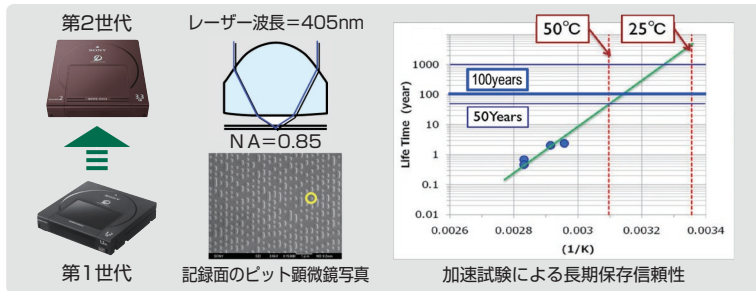 第2世代
SONY
レーザー波長=405nm
NA=0.85
第1世代
記録面のピット顕微鏡写真
50℃
25℃
1000
100years
100
50Years
10
1
0.1
0.01
Life Time (year)
0.0026
0.0028
0.003
0.0032
0.0034
(1/K)
加速試験による長期保存信頼性